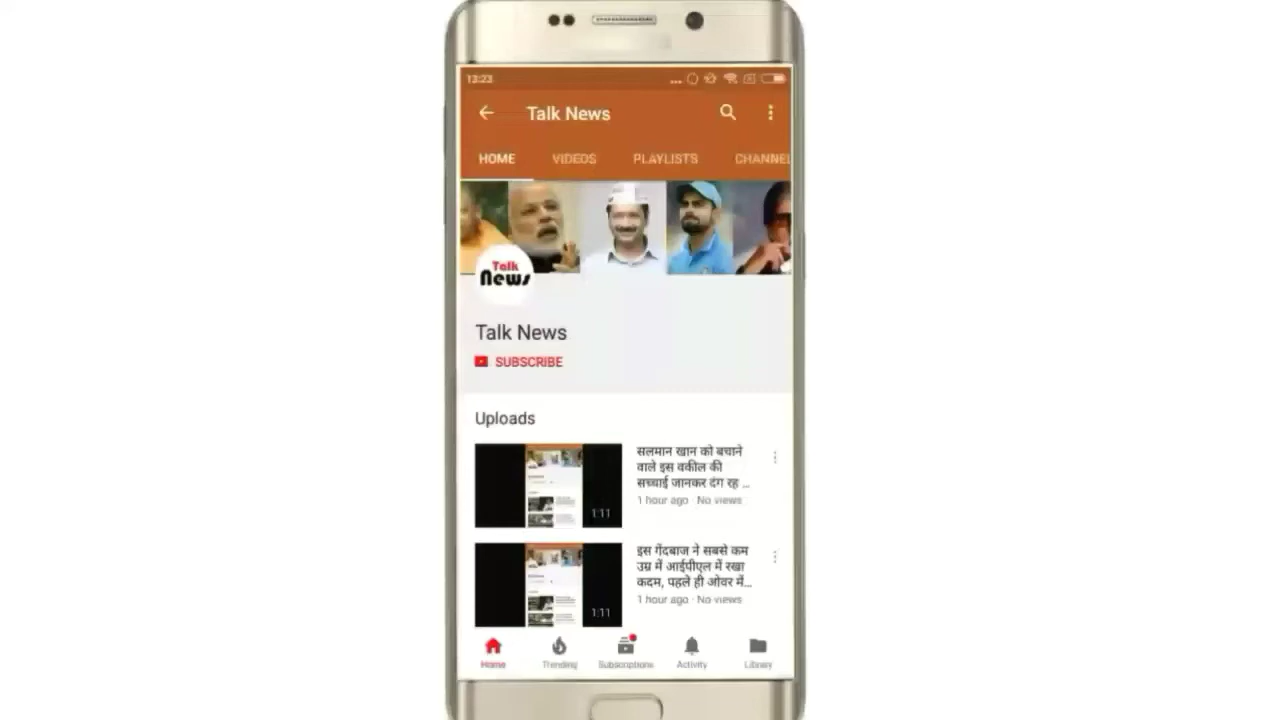 13:23
Talk News
HOME VIDEOS PLAYLISTS CHANNEL
Talk
News
Talk News
SUBSCRIBE
Uploads
सलमान खान को बचाने
वाले इस वकील की
सच्चाई जानकर दंग रह ...
1 hour ago · No views
1:11
इस गेंदबाज ने सबसे कम
उम्र में आईपीएल में रखा
कदम, पहले ही ओवर में...
1 hour ago · No views
1:11
Home Trending Subscriptions Activity Library